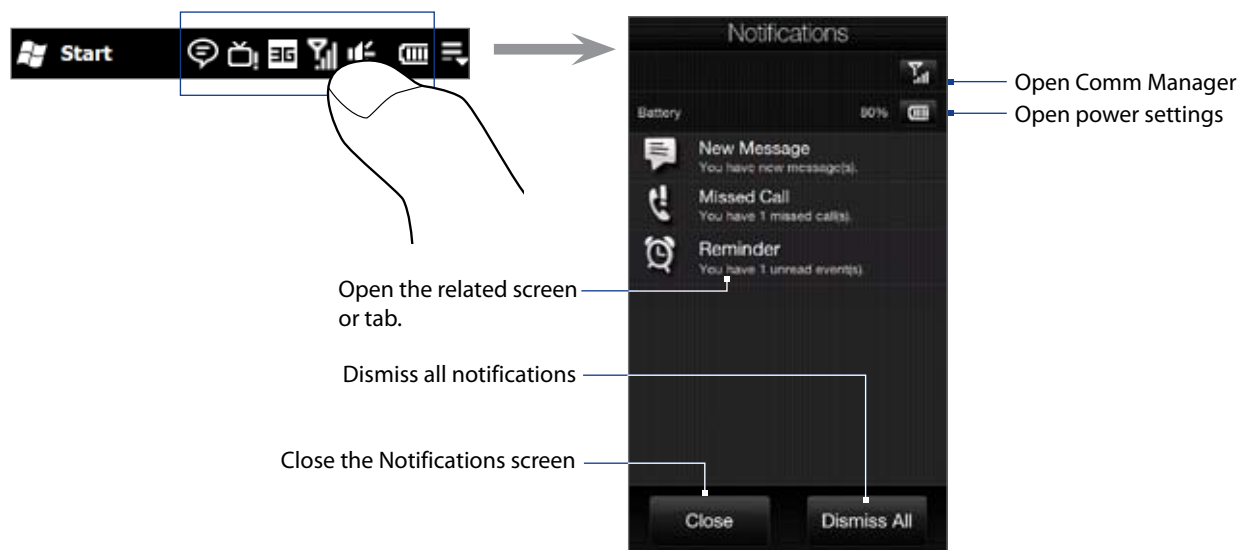 Start
3G
Notifications
Open Comm Manager
Battery 80%
Open power settings
New Message
You have new message(s).
Missed Call
You have 1 missed call(s).
Reminder
You have 1 unread event(s).
Open the related screen
or tab.
Dismiss all notifications
Close the Notifications screen
Close Dismiss All